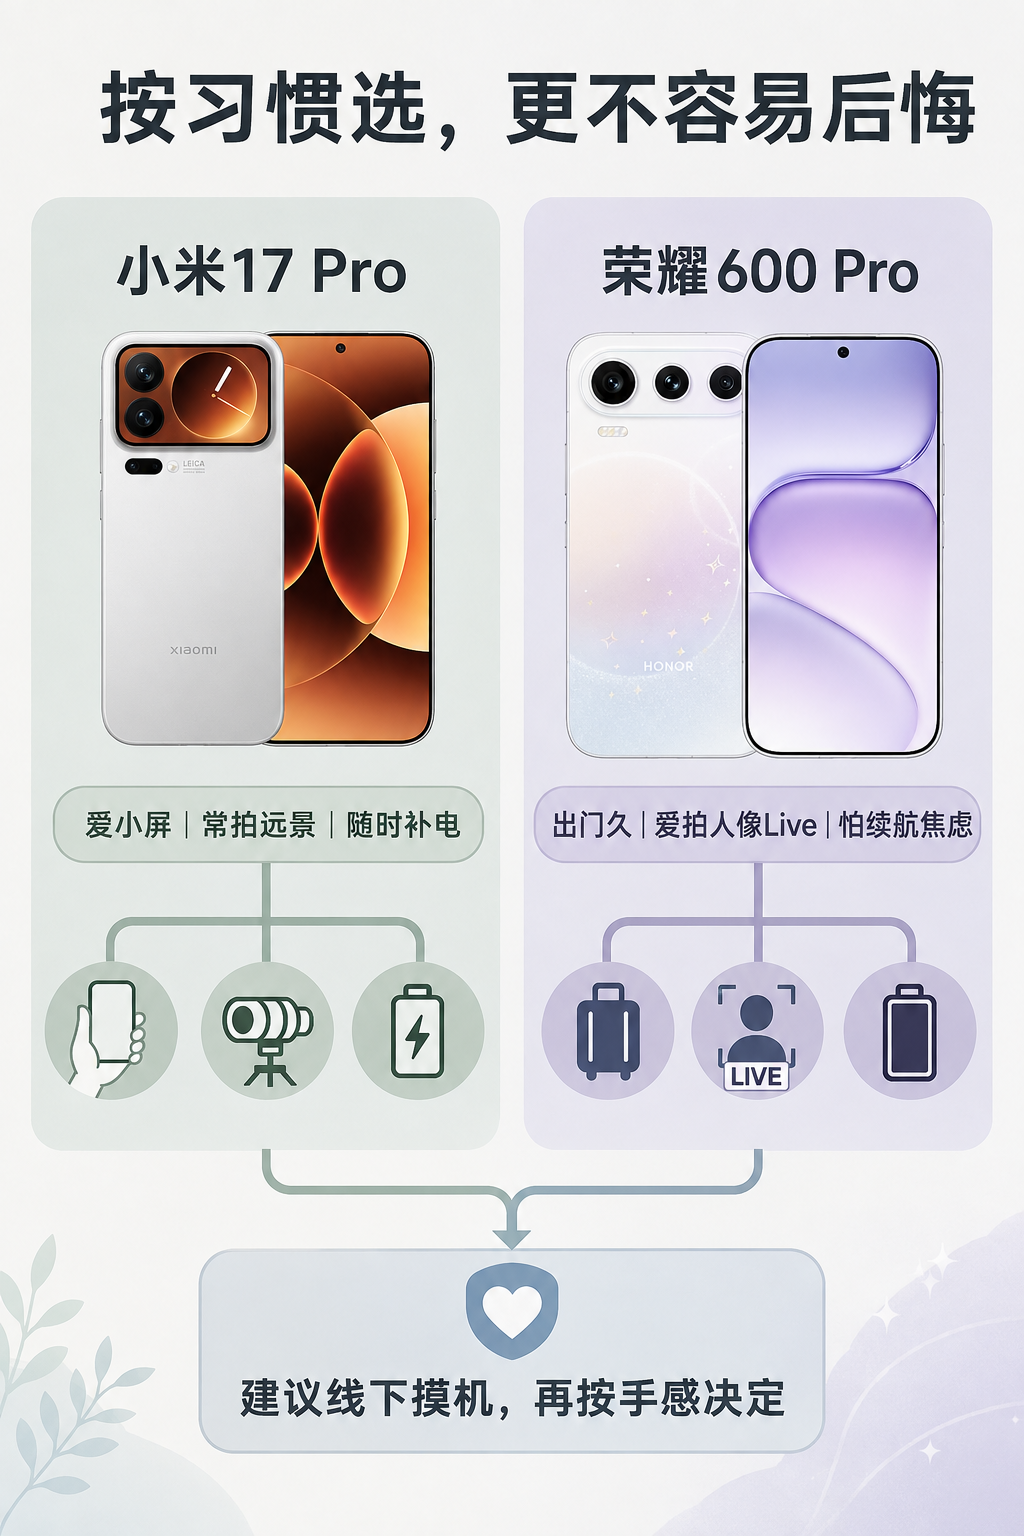 按习惯选，更不容易后悔
小米17 Pro
LEICA
xiaomi
爱小屏｜常拍远景｜随时补电
荣耀600 Pro
HONOR
出门久｜爱拍人像Live｜怕续航焦虑
LIVE
建议线下摸机，再按手感决定